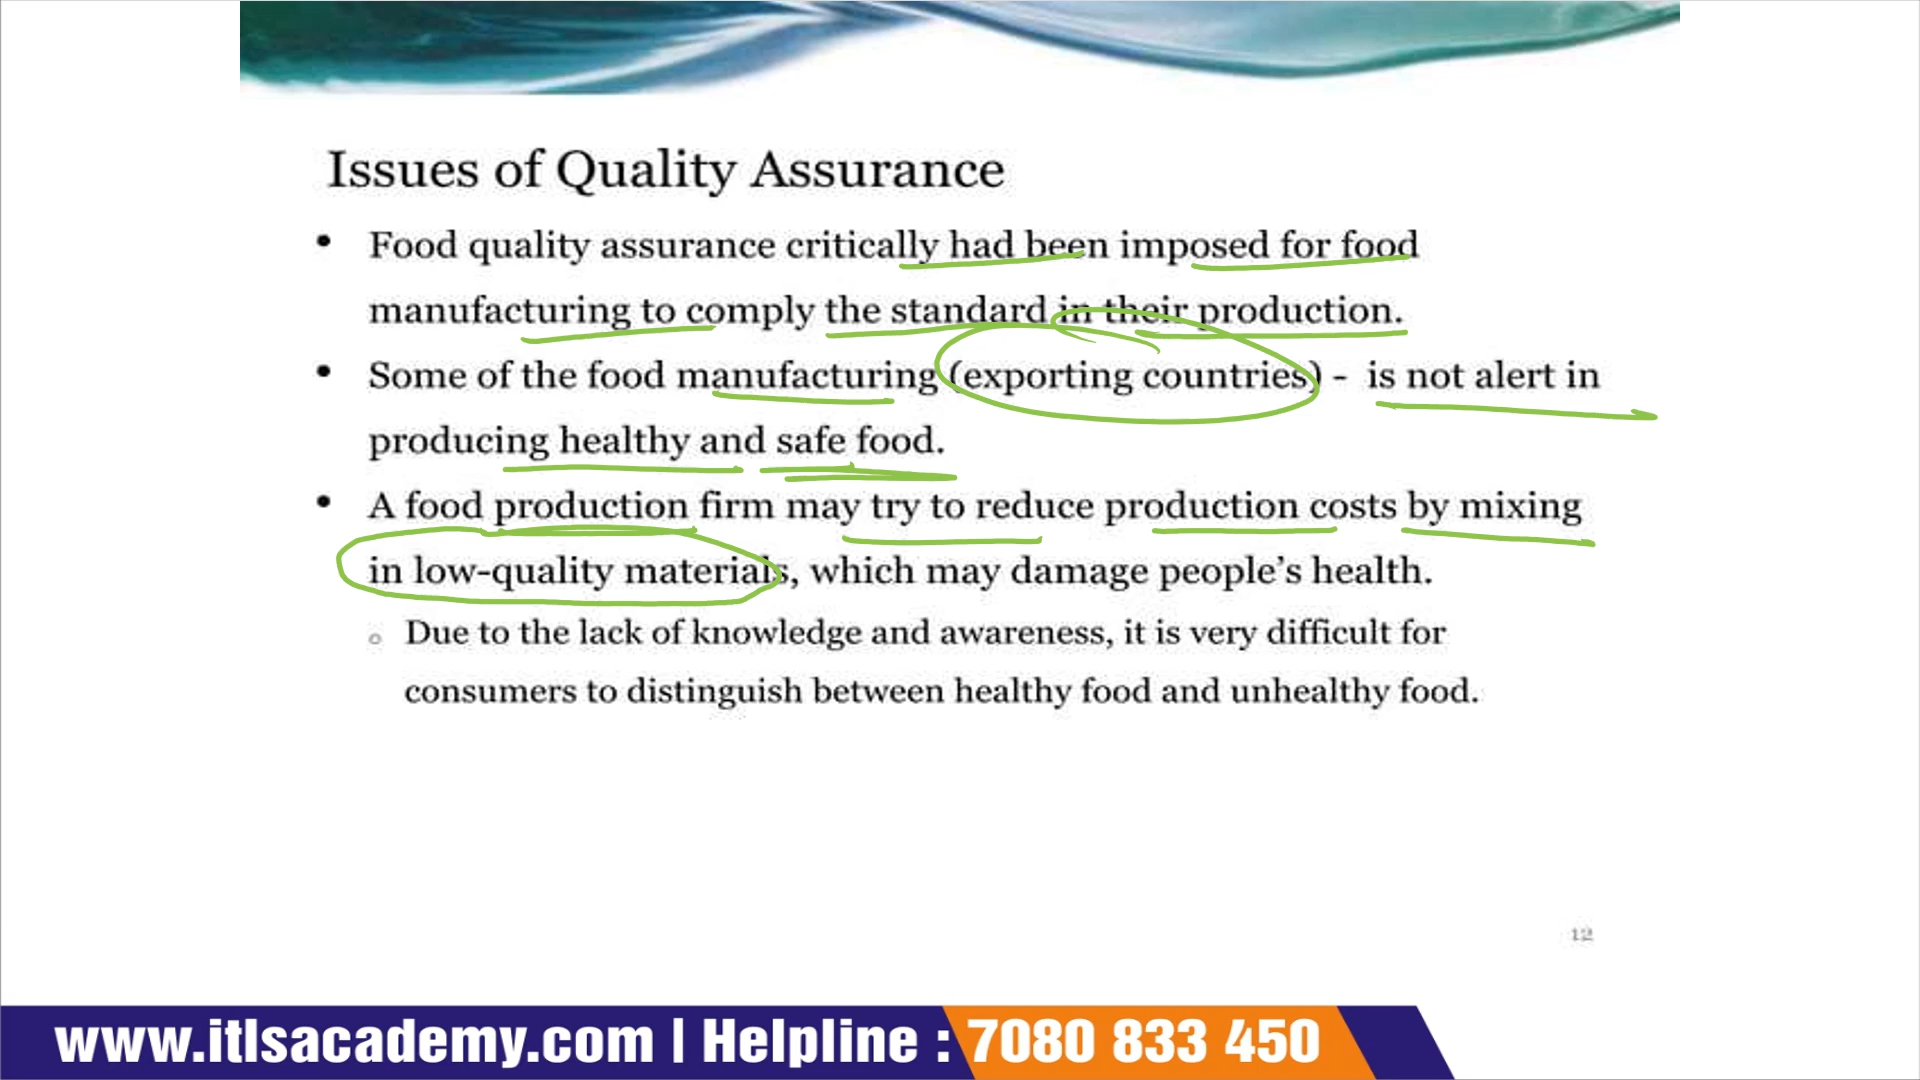 Issues of Quality Assurance
• Food quality assurance critically had been imposed for food
manufacturing to comply the standard in their production.
• Some of the food manufacturing (exporting countries) - is not alert in
producing healthy and safe food.
• A food production firm may try to reduce production costs by mixing
in low-quality materials, which may damage people's health.
o Due to the lack of knowledge and awareness, it is very difficult for
consumers to distinguish between healthy food and unhealthy food.
12
www.itlsacademy.com | Helpline : 7080 833 450